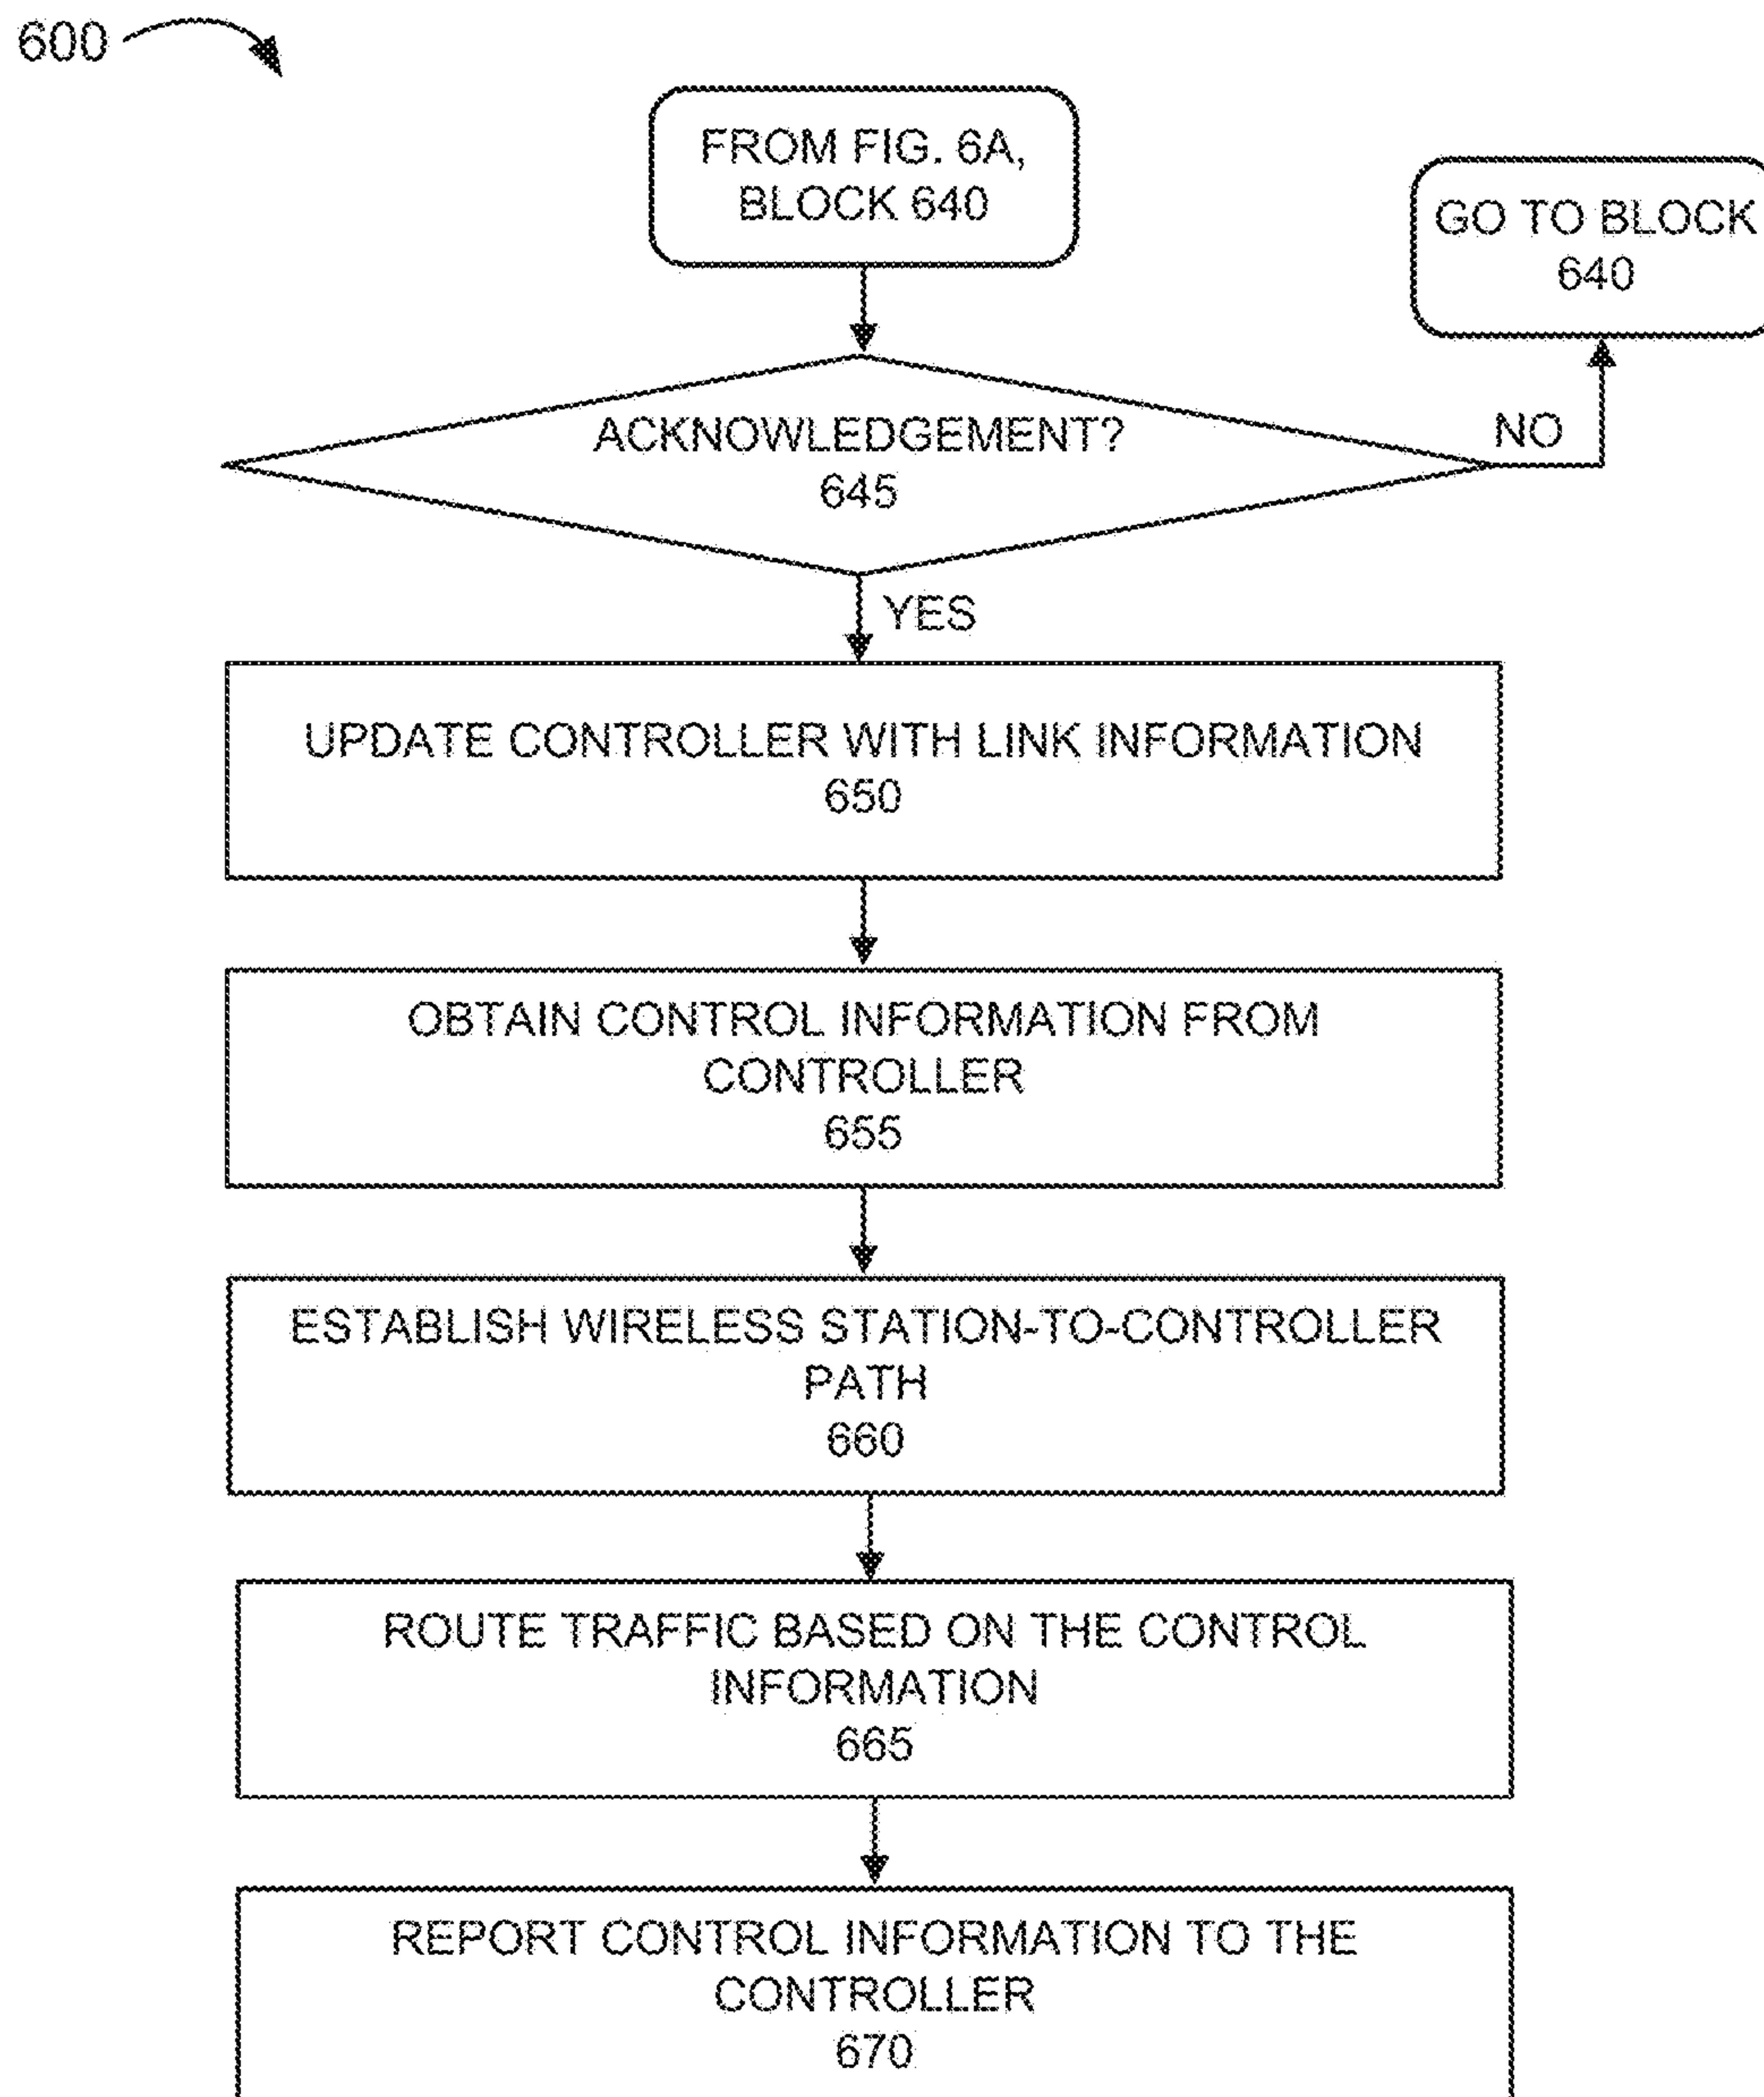 600
FROM FIG. 6A,
BLOCK 640
GO TO BLOCK
640
ACKNOWLEDGEMENT?
645
NO
YES
UPDATE CONTROLLER WITH LINK INFORMATION
650
OBTAIN CONTROL INFORMATION FROM
CONTROLLER
655
ESTABLISH WIRELESS STATION-TO-CONTROLLER
PATH
660
ROUTE TRAFFIC BASED ON THE CONTROL
INFORMATION
665
REPORT CONTROL INFORMATION TO THE
CONTROLLER
670